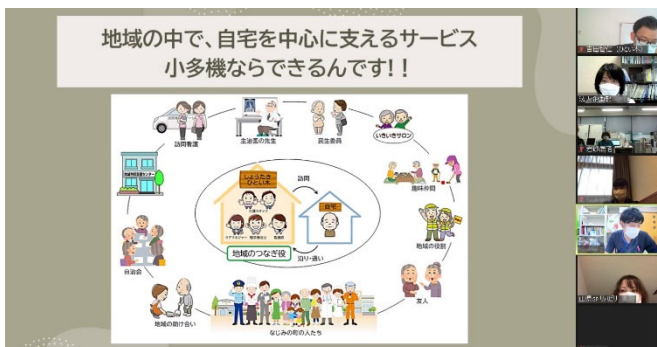 地域の中で、自宅を中心に支えるサービス
小多機ならできるんです！！
訪問看護
主治医の先生
民生委員
いきいきサロン
趣味仲間
地域の役割
友人
なじみの町の人たち
地域の助け合い
自治会
しょうたき
ひといき
訪問
自宅
地域のつなぎ役
泊り・通い